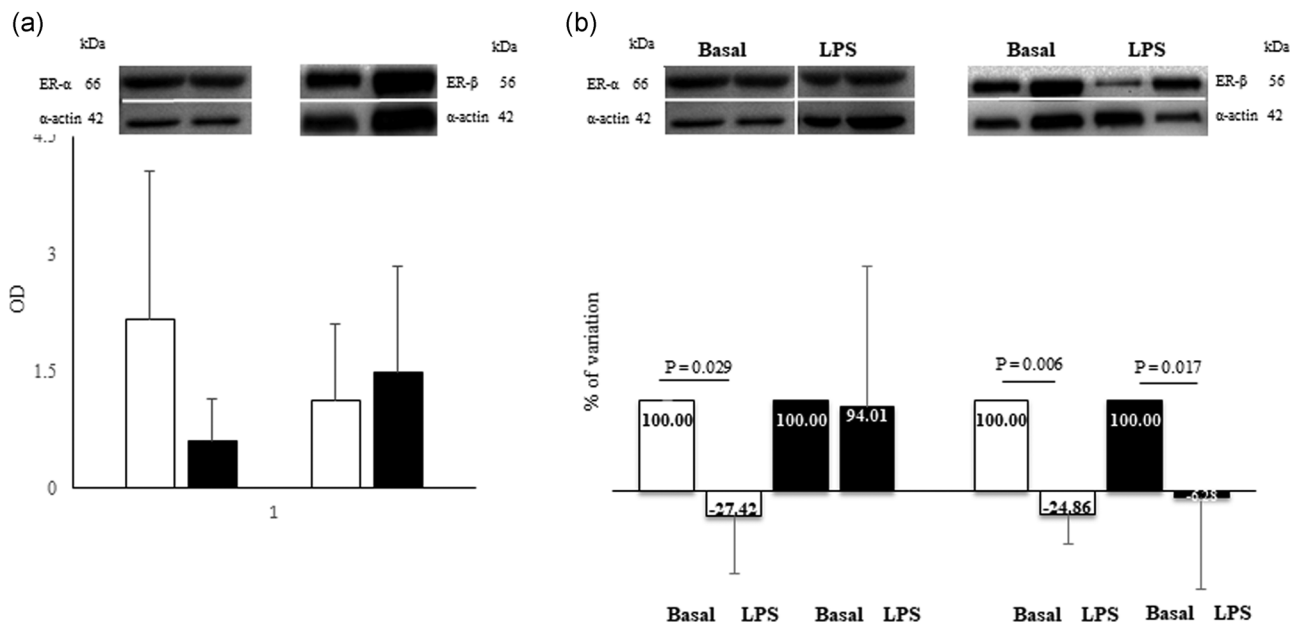 (a)
kDa
kDa
ER-α 66
ER-β 56
α-actin 42
α-actin 42
4.5
3
1.5
0
OD
1
(b)
kDa
Basal LPS
Basal LPS
kDa
ER-α 66
ER-β 56
α-actin 42
α-actin 42
% of variation
P = 0.029
P = 0.006
P = 0.017
100.00
100.00
94.01
100.00
100.00
-27.42
-24.86
-6.28
Basal LPS
Basal LPS
Basal LPS
Basal LPS